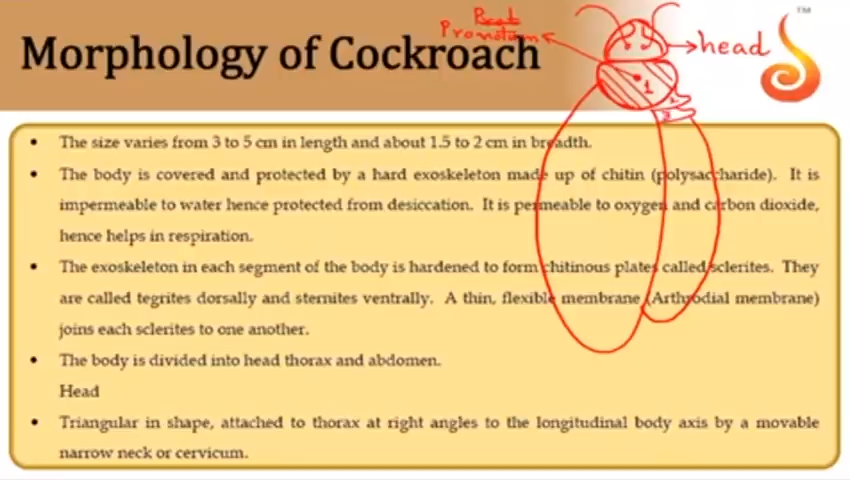 Pront
Pronotum
head
TM
Morphology of Cockroach
1
2
3
• The size varies from 3 to 5 cm in length and about 1.5 to 2 cm in breadth.
• The body is covered and protected by a hard exoskeleton made up of chitin (polysaccharide). It is
impermeable to water hence protected from desiccation. It is permeable to oxygen and carbon dioxide,
hence helps in respiration.
• The exoskeleton in each segment of the body is hardened to form chitinous plates called sclerites. They
are called tegrites dorsally and sternites ventrally. A thin, flexible membrane (Arthrodial membrane)
joins each sclerites to one another.
• The body is divided into head thorax and abdomen.
Head
• Triangular in shape, attached to thorax at right angles to the longitudinal body axis by a movable
narrow neck or cervicum.